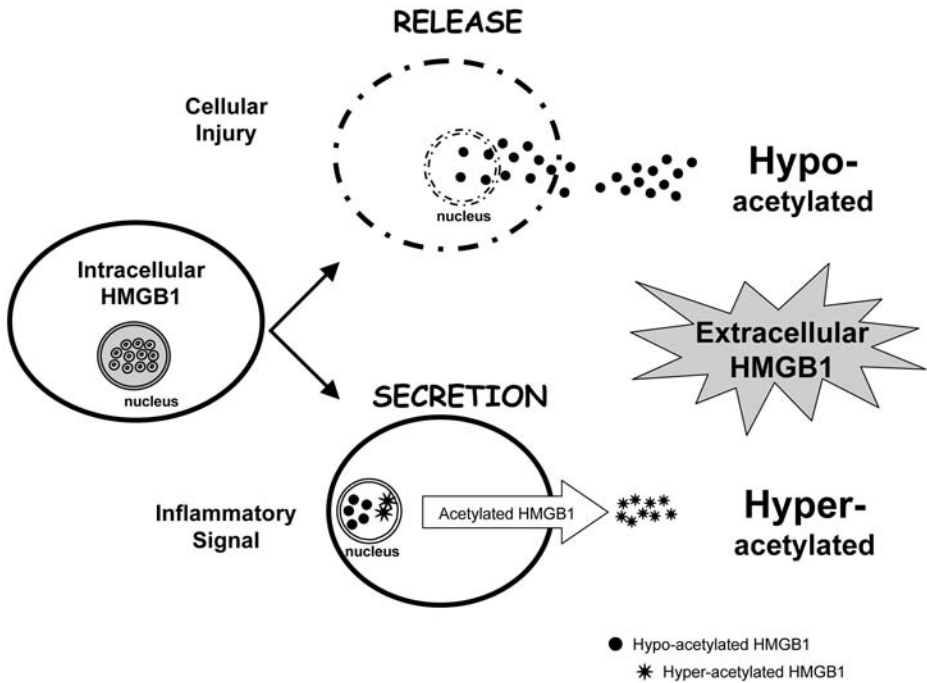 RELEASE
Cellular
Injury
nucleus
Hypo-
acetylated
Intracellular
HMGB1
nucleus
Extracellular
HMGB1
SECRETION
Inflammatory
Signal
nucleus
Acetylated HMGB1
Hyper-
acetylated
Hypo-acetylated HMGB1
Hyper-acetylated HMGB1